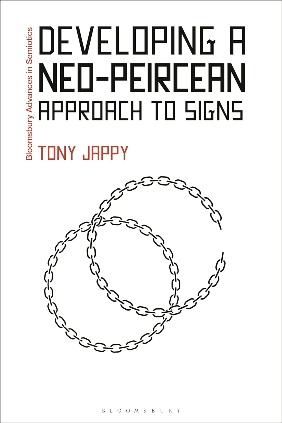 DEVELOPING A
NEO-PEIRCEAN
APPROACH TO SIGNS
TONY JAPPY
Bloomsbury Advances in Semiotics
BLOOMSBURY